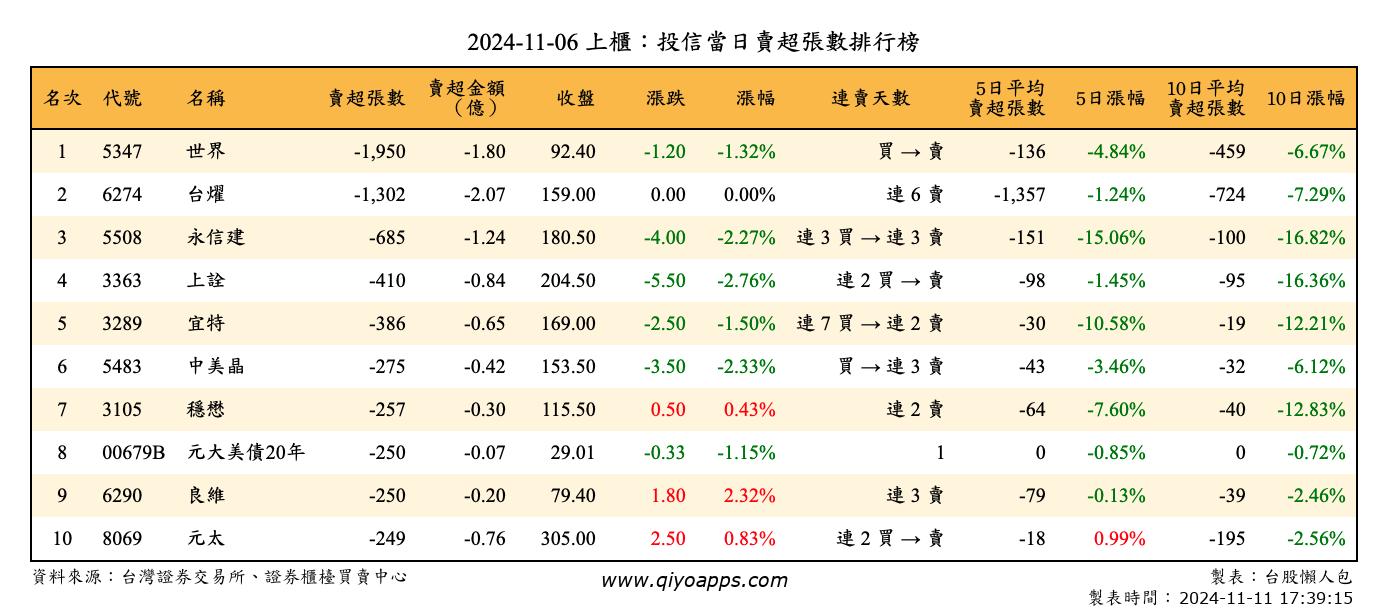 2024-11-06 上櫃：投信當日賣超張數排行榜
名次 代號 名稱 賣超張數 賣超金額（億） 收盤 漲跌 漲幅 連賣天數 5日平均賣超張數 5日漲幅 10日平均賣超張數 10日漲幅
1 5347 世界 -1,950 -1.80 92.40 -1.20 -1.32% 買 → 賣 -136 -4.84% -459 -6.67%
2 6274 台燿 -1,302 -2.07 159.00 0.00 0.00% 連 6 賣 -1,357 -1.24% -724 -7.29%
3 5508 永信建 -685 -1.24 180.50 -4.00 -2.27% 連 3 買 → 連 3 賣 -151 -15.06% -100 -16.82%
4 3363 上詮 -410 -0.84 204.50 -5.50 -2.76% 連 2 買 → 賣 -98 -1.45% -95 -16.36%
5 3289 宜特 -386 -0.65 169.00 -2.50 -1.50% 連 7 買 → 連 2 賣 -30 -10.58% -19 -12.21%
6 5483 中美晶 -275 -0.42 153.50 -3.50 -2.33% 買 → 連 3 賣 -43 -3.46% -32 -6.12%
7 3105 穩懋 -257 -0.30 115.50 0.50 0.43% 連 2 賣 -64 -7.60% -40 -12.83%
8 00679B 元大美債20年 -250 -0.07 29.01 -0.33 -1.15% 1 0 -0.85% 0 -0.72%
9 6290 良維 -250 -0.20 79.40 1.80 2.32% 連 3 賣 -79 -0.13% -39 -2.46%
10 8069 元太 -249 -0.76 305.00 2.50 0.83% 連 2 買 → 賣 -18 0.99% -195 -2.56%
資料來源：台灣證券交易所、證券櫃檯買賣中心 www.qiyoapps.com 製表：台股懶人包
製表時間：2024-11-11 17:39:15